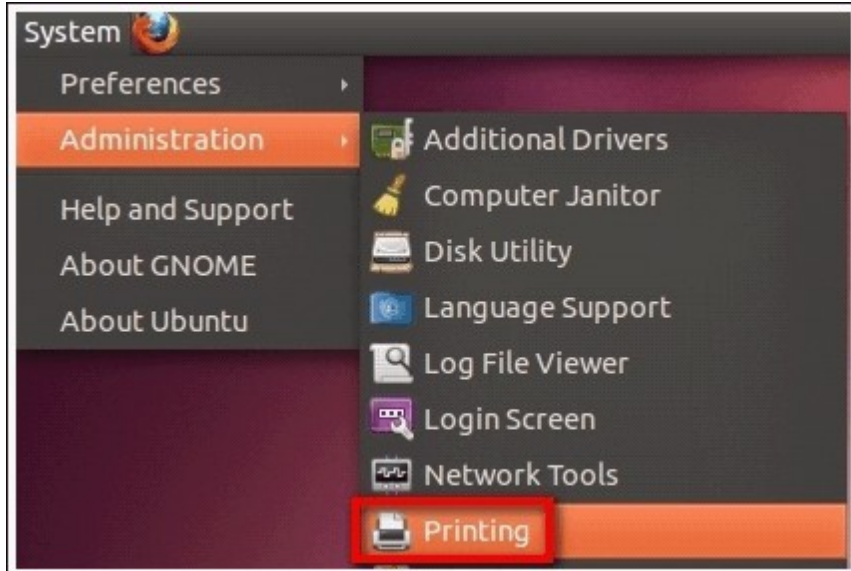 System
Preferences
Administration
Help and Support
About GNOME
About Ubuntu
Additional Drivers
Computer Janitor
Disk Utility
Language Support
Log File Viewer
Login Screen
Network Tools
Printing